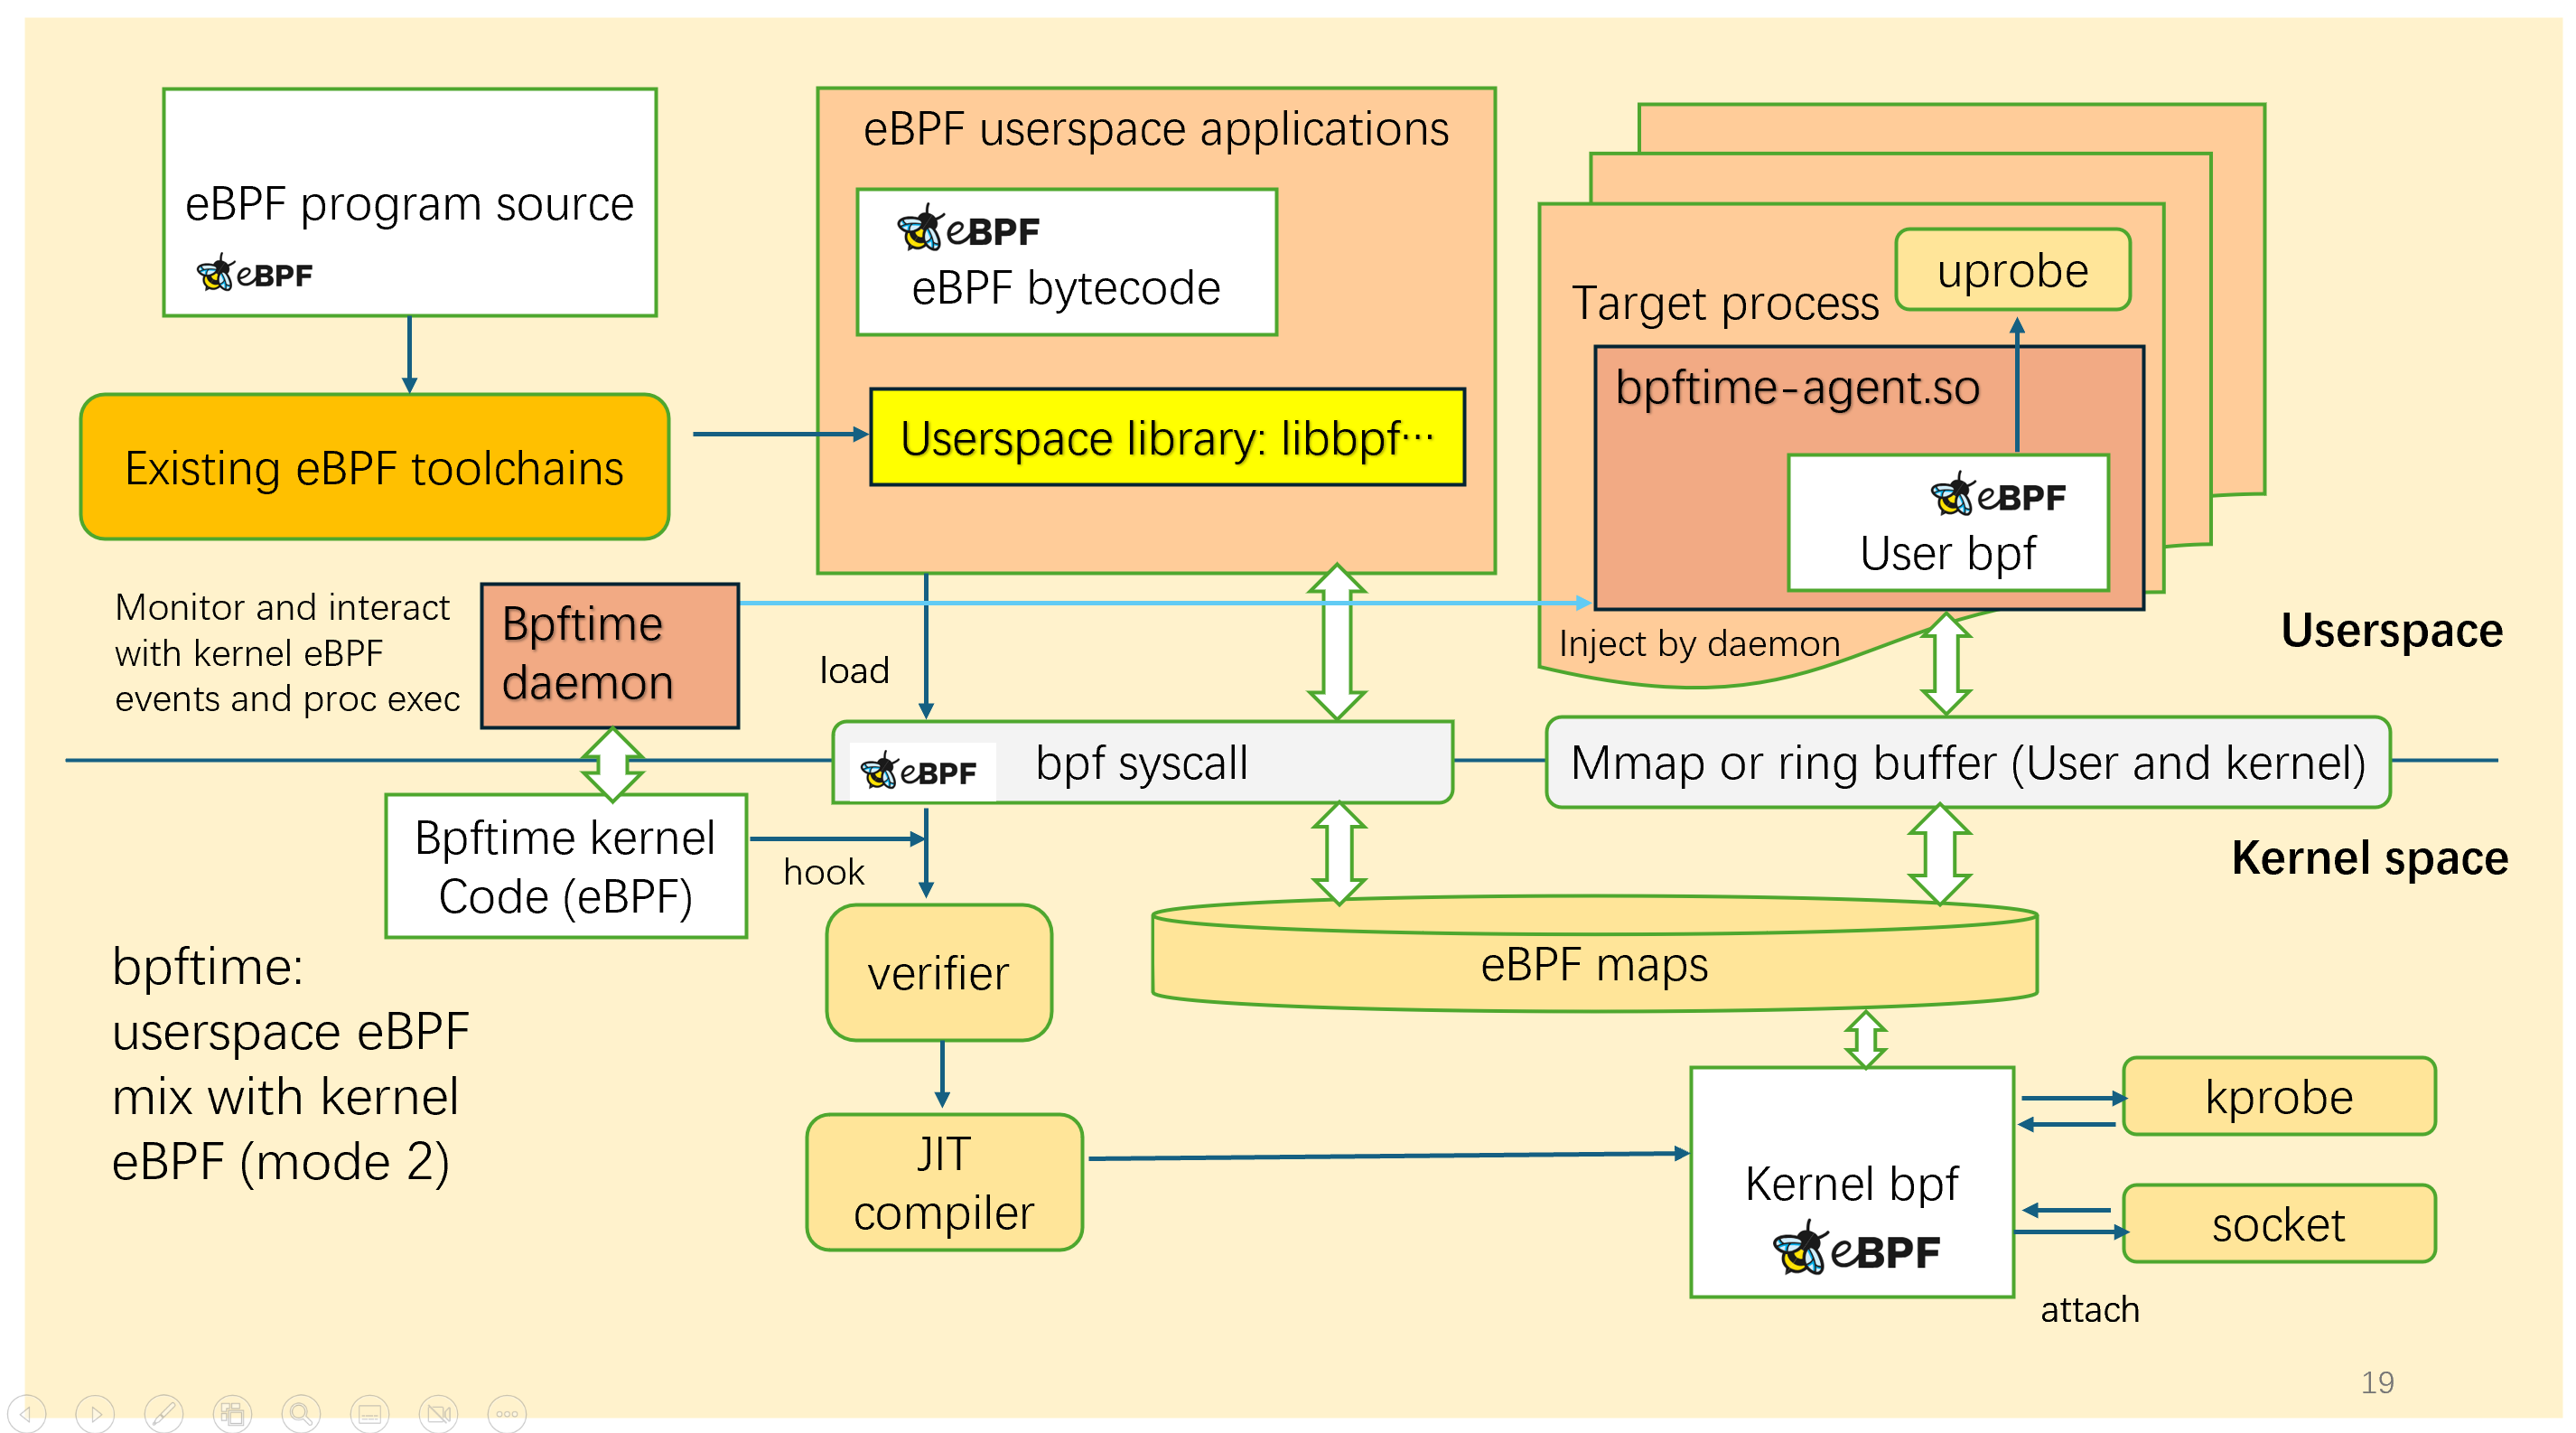 eBPF program source
eBPF
Existing eBPF toolchains
eBPF userspace applications
eBPF
eBPF bytecode
Userspace library: libbpf…
uprobe
Target process
bpftime-agent.so
eBPF
User bpf
Inject by daemon
Monitor and interact
with kernel eBPF
events and proc exec
Bpftime
daemon
load
Userspace
eBPF
bpf syscall
Mmap or ring buffer (User and kernel)
Kernel space
Bpftime kernel
Code (eBPF)
hook
verifier
eBPF maps
bpftime:
userspace eBPF
mix with kernel
eBPF (mode 2)
JIT
compiler
Kernel bpf
eBPF
kprobe
socket
attach
19